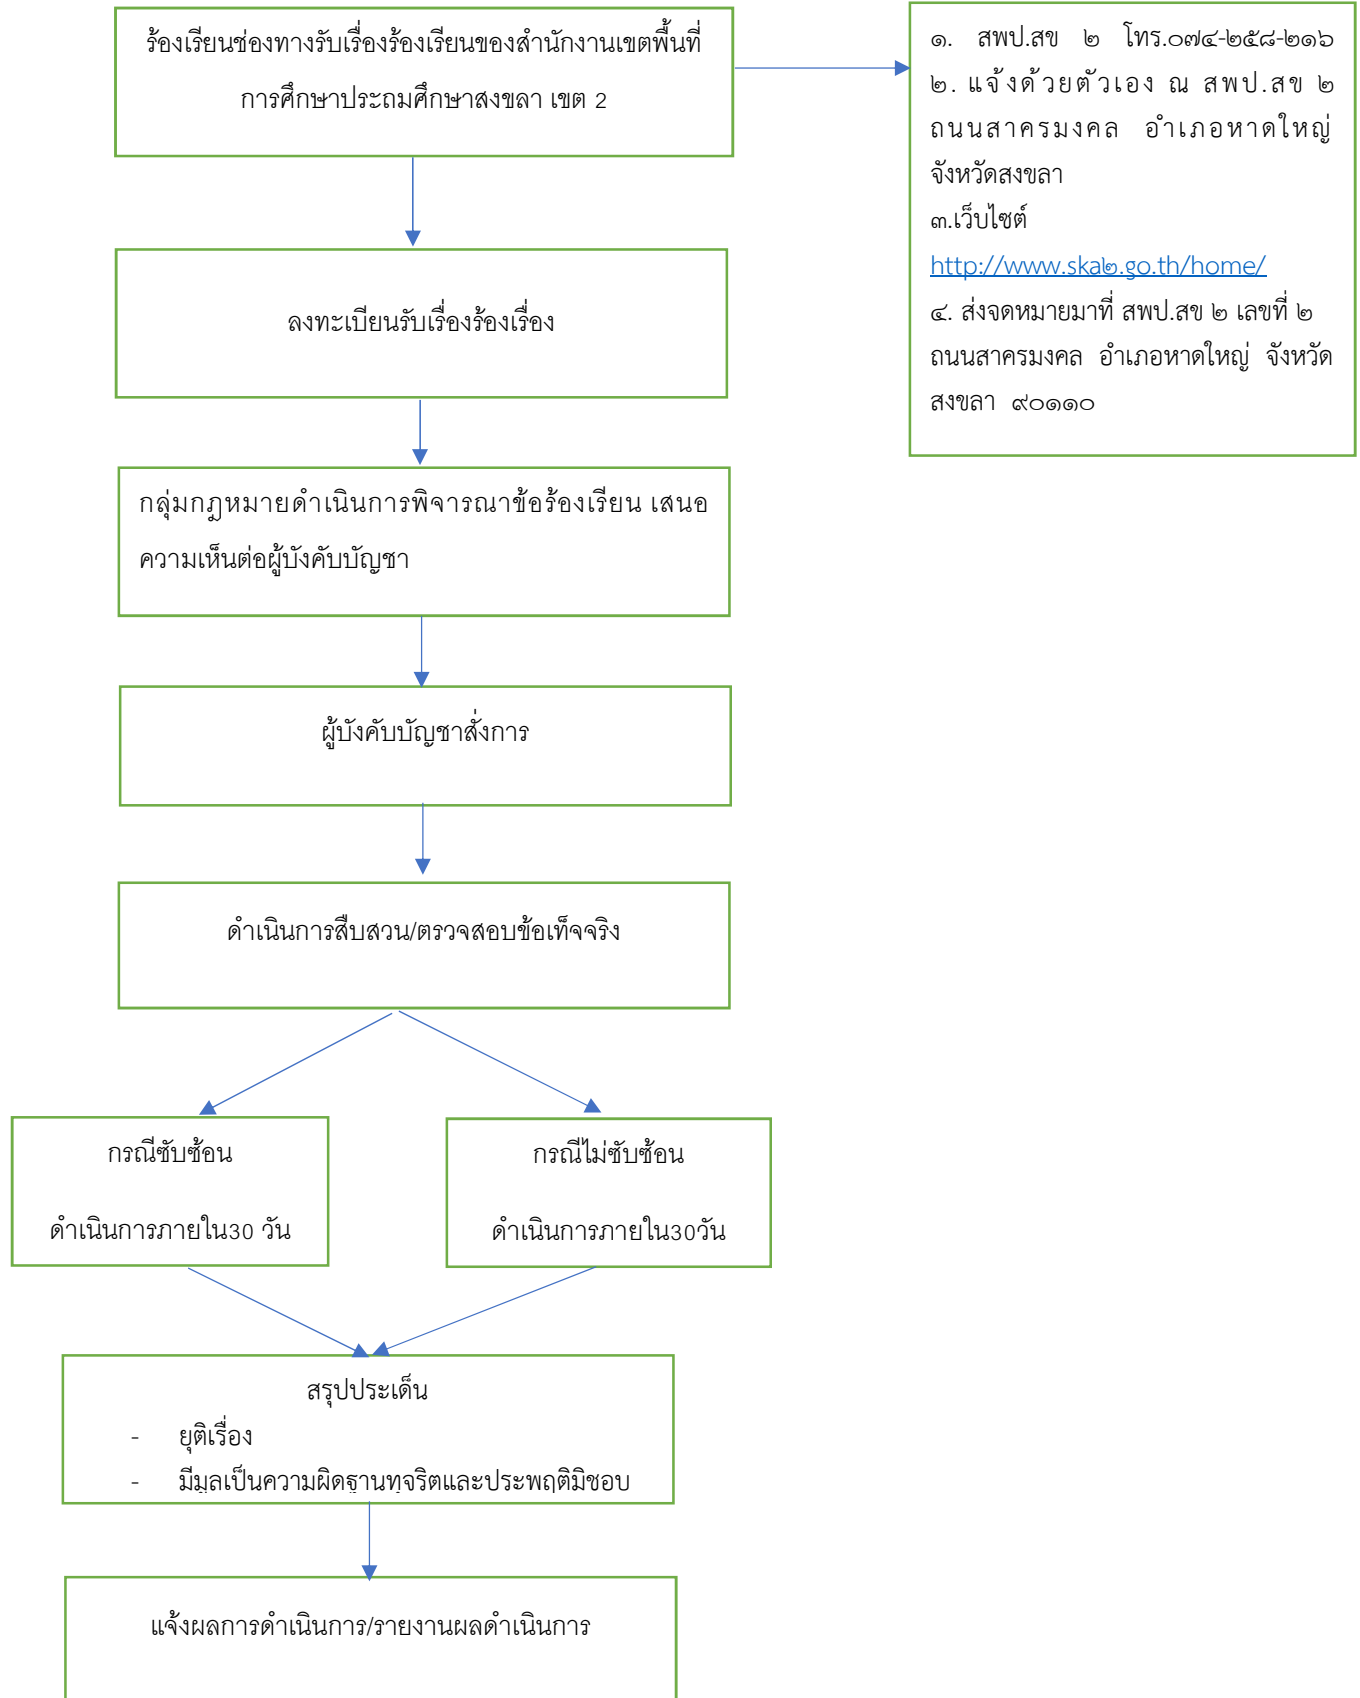 ร้องเรียนช่องทางรับเรื่องร้องเรียนของสำนักงานเขตพื้นที่
การศึกษาประถมศึกษาสงขลา เขต 2
๑. สพป.สข ๒ โทร.๐๗๔-๒๕๘-๒๑๖
๒. แจ้งด้วยตัวเอง ณ สพป.สข ๒
ถนนสาครมงคล อำเภอหาดใหญ่
จังหวัดสงขลา
๓.เว็บไซต์
http://www.ska๒.go.th/home/
๔. ส่งจดหมายมาที่ สพป.สข ๒ เลขที่ ๒
ถนนสาครมงคล อำเภอหาดใหญ่ จังหวัด
สงขลา ๙๐๑๑๐
ลงทะเบียนรับเรื่องร้องเรื่อง
กลุ่มกฎหมายดำเนินการพิจารณาข้อร้องเรียน เสนอ
ความเห็นต่อผู้บังคับบัญชา
ผู้บังคับบัญชาสั่งการ
ดำเนินการสืบสวน/ตรวจสอบข้อเท็จจริง
กรณีซับซ้อน
ดำเนินการภายใน30 วัน
กรณีไม่ซับซ้อน
ดำเนินการภายใน30วัน
สรุปประเด็น
- ยุติเรื่อง
- มีมูลเป็นความผิดฐานทุจริตและประพฤติมิชอบ
แจ้งผลการดำเนินการ/รายงานผลดำเนินการ